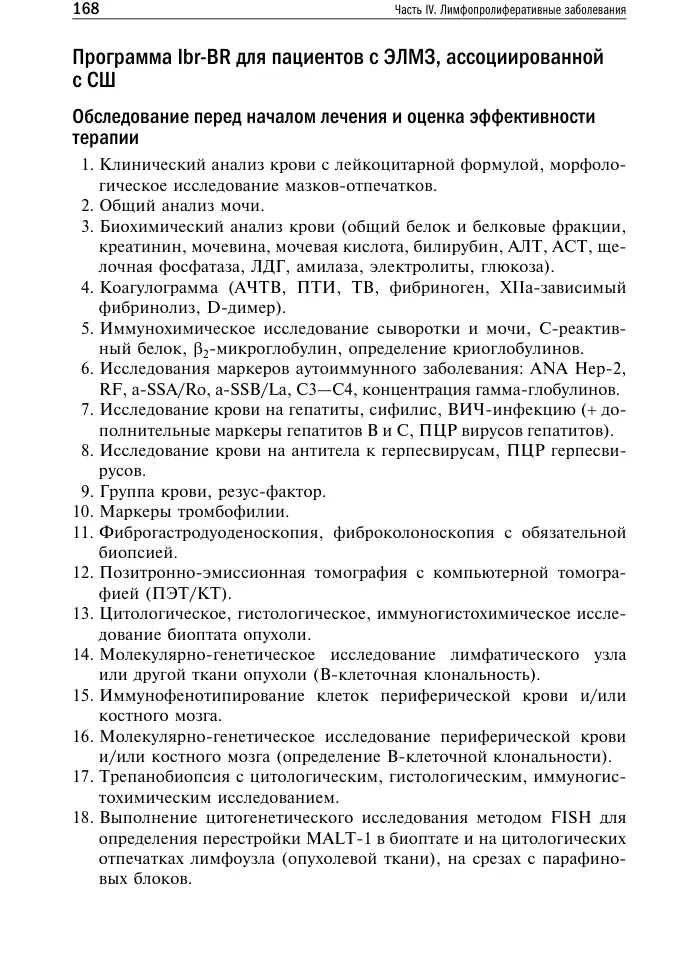 168
Часть IV. Лимфопролиферативные заболевания
Программа Ibr-BR для пациентов с ЭЛМЗ, ассоциированной
с СШ
Обследование перед началом лечения и оценка эффективности
терапии
1. Клинический анализ крови с лейкоцитарной формулой, морфоло-
гическое исследование мазков-отпечатков.
2. Общий анализ мочи.
3. Биохимический анализ крови (общий белок и белковые фракции,
креатинин, мочевина, мочевая кислота, билирубин, АЛТ, АСТ, ще-
лочная фосфатаза, ЛДГ, амилаза, электролиты, глюкоза).
4. Коагулограмма (АЧТВ, ПТИ, ТВ, фибриноген, XIIа-зависимый
фибринолиз, D-димер).
5. Иммунохимическое исследование сыворотки и мочи, С-реактив-
ный белок, β₂-микроглобулин, определение криоглобулинов.
6. Исследования маркеров аутоиммунного заболевания: ANA Hep-2,
RF, a-SSA/Ro, a-SSB/La, C3—C4, концентрация гамма-глобулинов.
7. Исследование крови на гепатиты, сифилис, ВИЧ-инфекцию (+ до-
полнительные маркеры гепатитов В и С, ПЦР вирусов гепатитов).
8. Исследование крови на антитела к герпесвирусам, ПЦР герпесви-
русов.
9. Группа крови, резус-фактор.
10. Маркеры тромбофилии.
11. Фиброгастродуоденоскопия, фиброколоноскопия с обязательной
биопсией.
12. Позитронно-эмиссионная томография с компьютерной томогра-
фией (ПЭТ/КТ).
13. Цитологическое, гистологическое, иммуногистохимическое иссле-
дование биоптата опухоли.
14. Молекулярно-генетическое исследование лимфатического узла
или другой ткани опухоли (В-клеточная клональность).
15. Иммунофенотипирование клеток периферической крови и/или
костного мозга.
16. Молекулярно-генетическое исследование периферической крови
и/или костного мозга (определение В-клеточной клональности).
17. Трепанобиопсия с цитологическим, гистологическим, иммуногис-
тохимическим исследованием.
18. Выполнение цитогенетического исследования методом FISH для
определения перестройки MALT-1 в биоптате и на цитологических
отпечатках лимфоузла (опухолевой ткани), на срезах с парафино-
вых блоков.